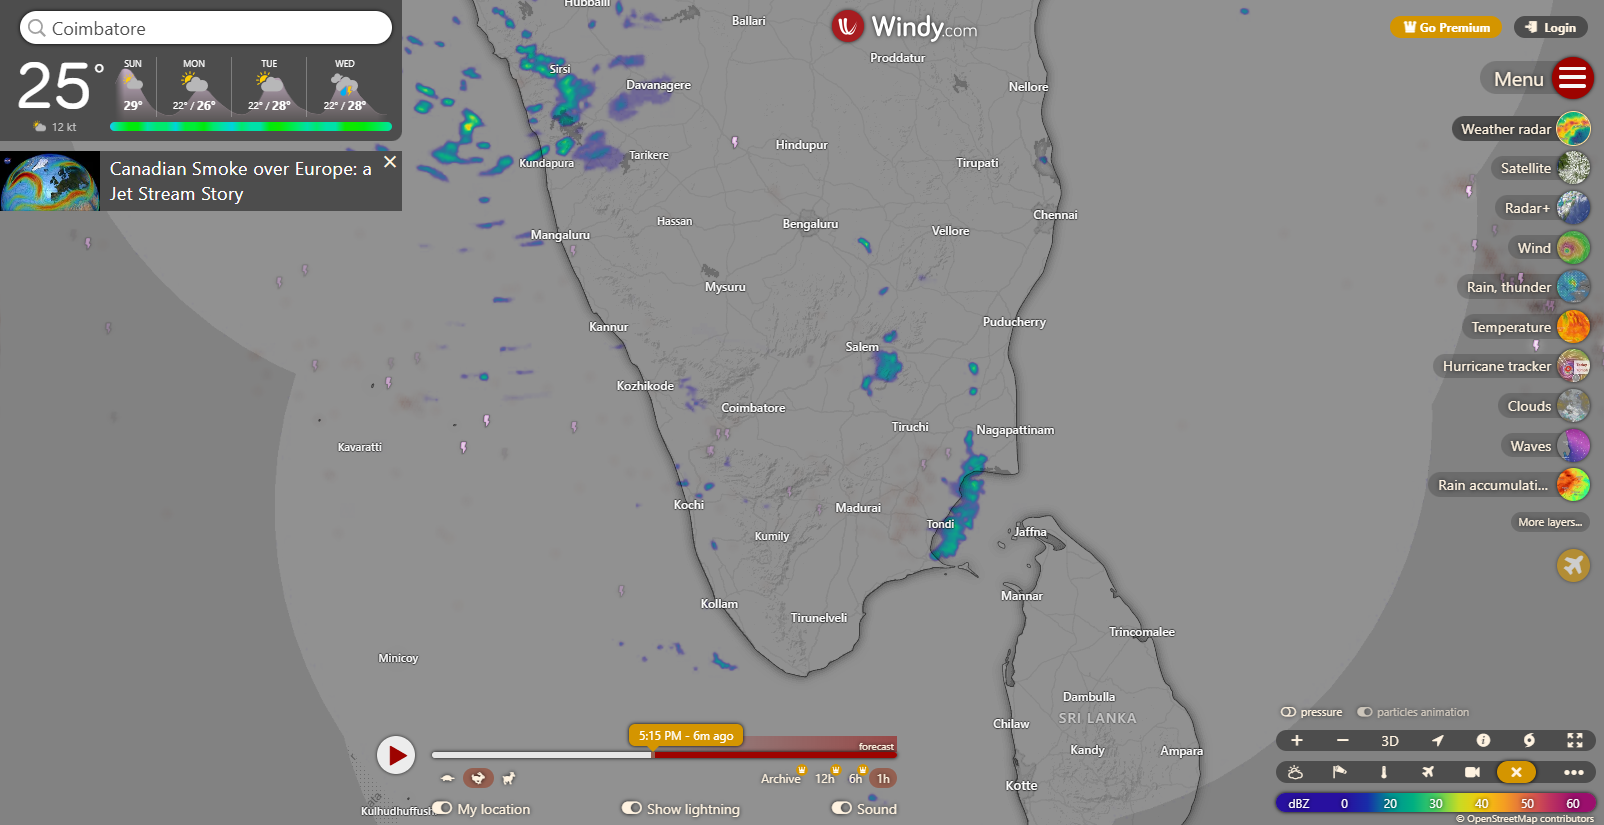 Coimbatore
25°
12 kt
SUN MON TUE WED
29° 22° / 26° 22° / 28° 22° / 28°
Canadian Smoke over Europe: a
Jet Stream Story
Windy.com
Go Premium
Login
Menu
Weather radar
Satellite
Radar+
Wind
Rain, thunder
Temperature
Hurricane tracker
Clouds
Waves
Rain accumulati...
More layers...
Hubballi
Ballari
Proddatur
Sirsi
Davanagere
Nellore
Hindupur
Kundapura
Tarikere
Tirupati
Hassan
Bengaluru
Chennai
Mangaluru
Vellore
Mysuru
Kannur
Puducherry
Salem
Kozhikode
Coimbatore
Tiruchi
Nagapattinam
Kavaratti
Kochi
Madurai
Tondi
Jaffna
Kumily
Kollam
Tirunelveli
Mannar
Trincomalee
Minicoy
Dambulla
SRI LANKA
Chilaw
Kandy
Ampara
Kotte
Kulhudhuffushi
5:15 PM - 6m ago
forecast
Archive 12h 6h 1h
My location
Show lightning
Sound
pressure
particles animation
3D
dBZ 0 20 30 40 50 60
© OpenStreetMap contributors